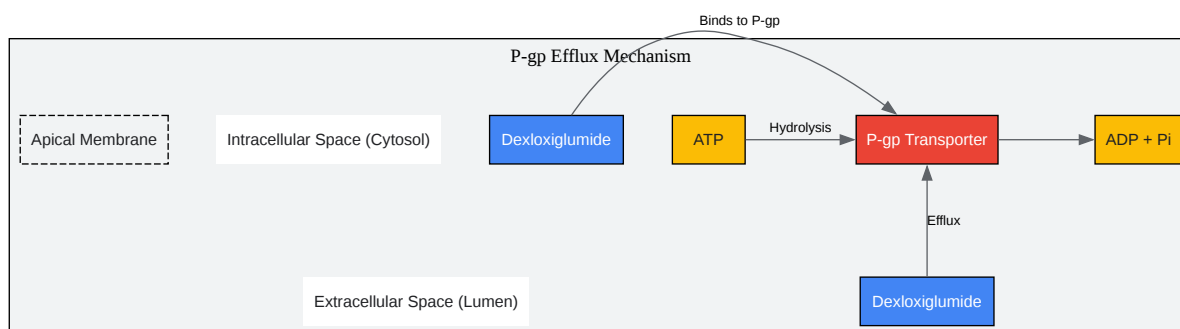 Binds to P-gp
P-gp Efflux Mechanism
Apical Membrane
Intracellular Space (Cytosol)
Dexloxiglumide
ATP
Hydrolysis
P-gp Transporter
ADP + Pi
Efflux
Extracellular Space (Lumen)
Dexloxiglumide